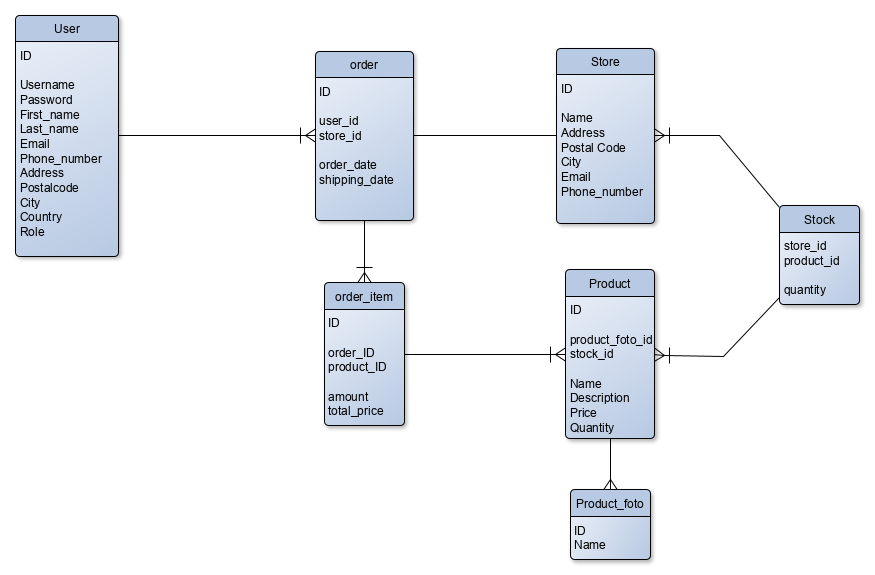 User
ID
Username
Password
First_name
Last_name
Email
Phone_number
Address
Postalcode
City
Country
Role
order
ID
user_id
store_id
order_date
shipping_date
Store
ID
Name
Address
Postal Code
City
Email
Phone_number
Stock
store_id
product_id
quantity
order_item
ID
order_ID
product_ID
amount
total_price
Product
ID
product_foto_id
stock_id
Name
Description
Price
Quantity
Product_foto
ID
Name